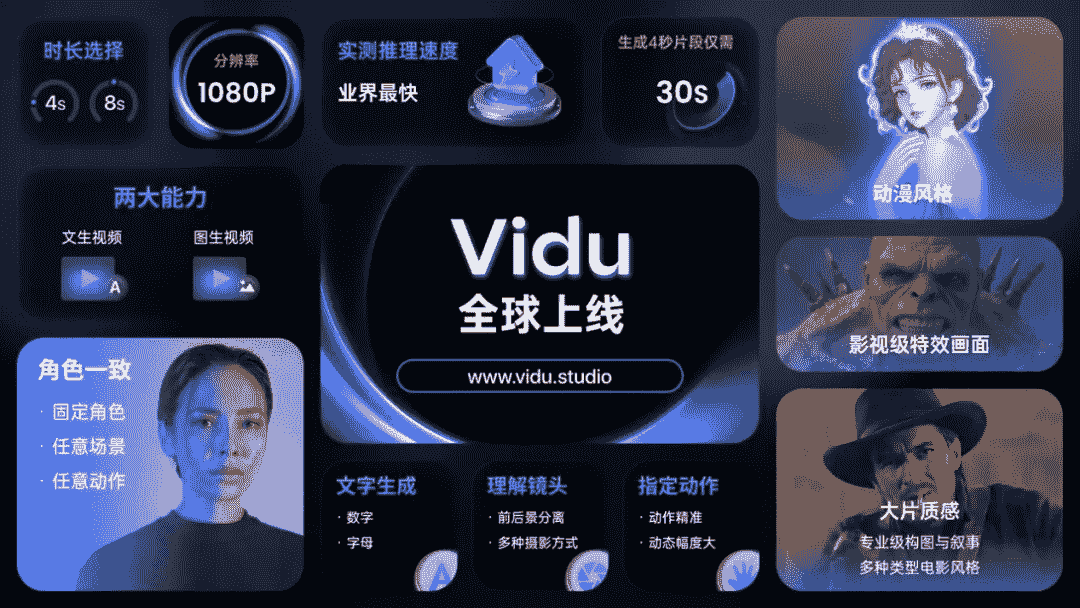 时长选择
4s
8s
分辨率
1080P
实测推理速度
业界最快
生成4秒片段仅需
30s
动漫风格
两大能力
文生视频
图生视频
A
Vidu
全球上线
www.vidu.studio
影视级特效画面
角色一致
· 固定角色
· 任意场景
· 任意动作
文字生成
· 数字
· 字母
A
理解镜头
· 前后景分离
· 多种摄影方式
指定动作
· 动作精准
· 动态幅度大
大片质感
专业级构图与叙事
多种类型电影风格